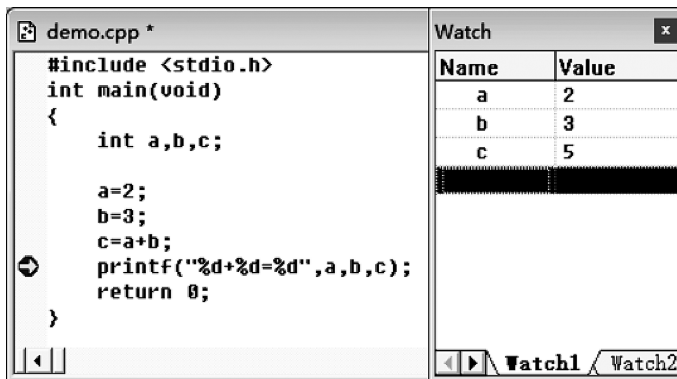 demo.cpp *
#include <stdio.h>
int main(void)
{
    int a,b,c;
    a=2;
    b=3;
    c=a+b;
    printf("%d+%d=%d",a,b,c);
    return 0;
}
Watch x
Name Value
a 2
b 3
c 5
Watch1 Watch2